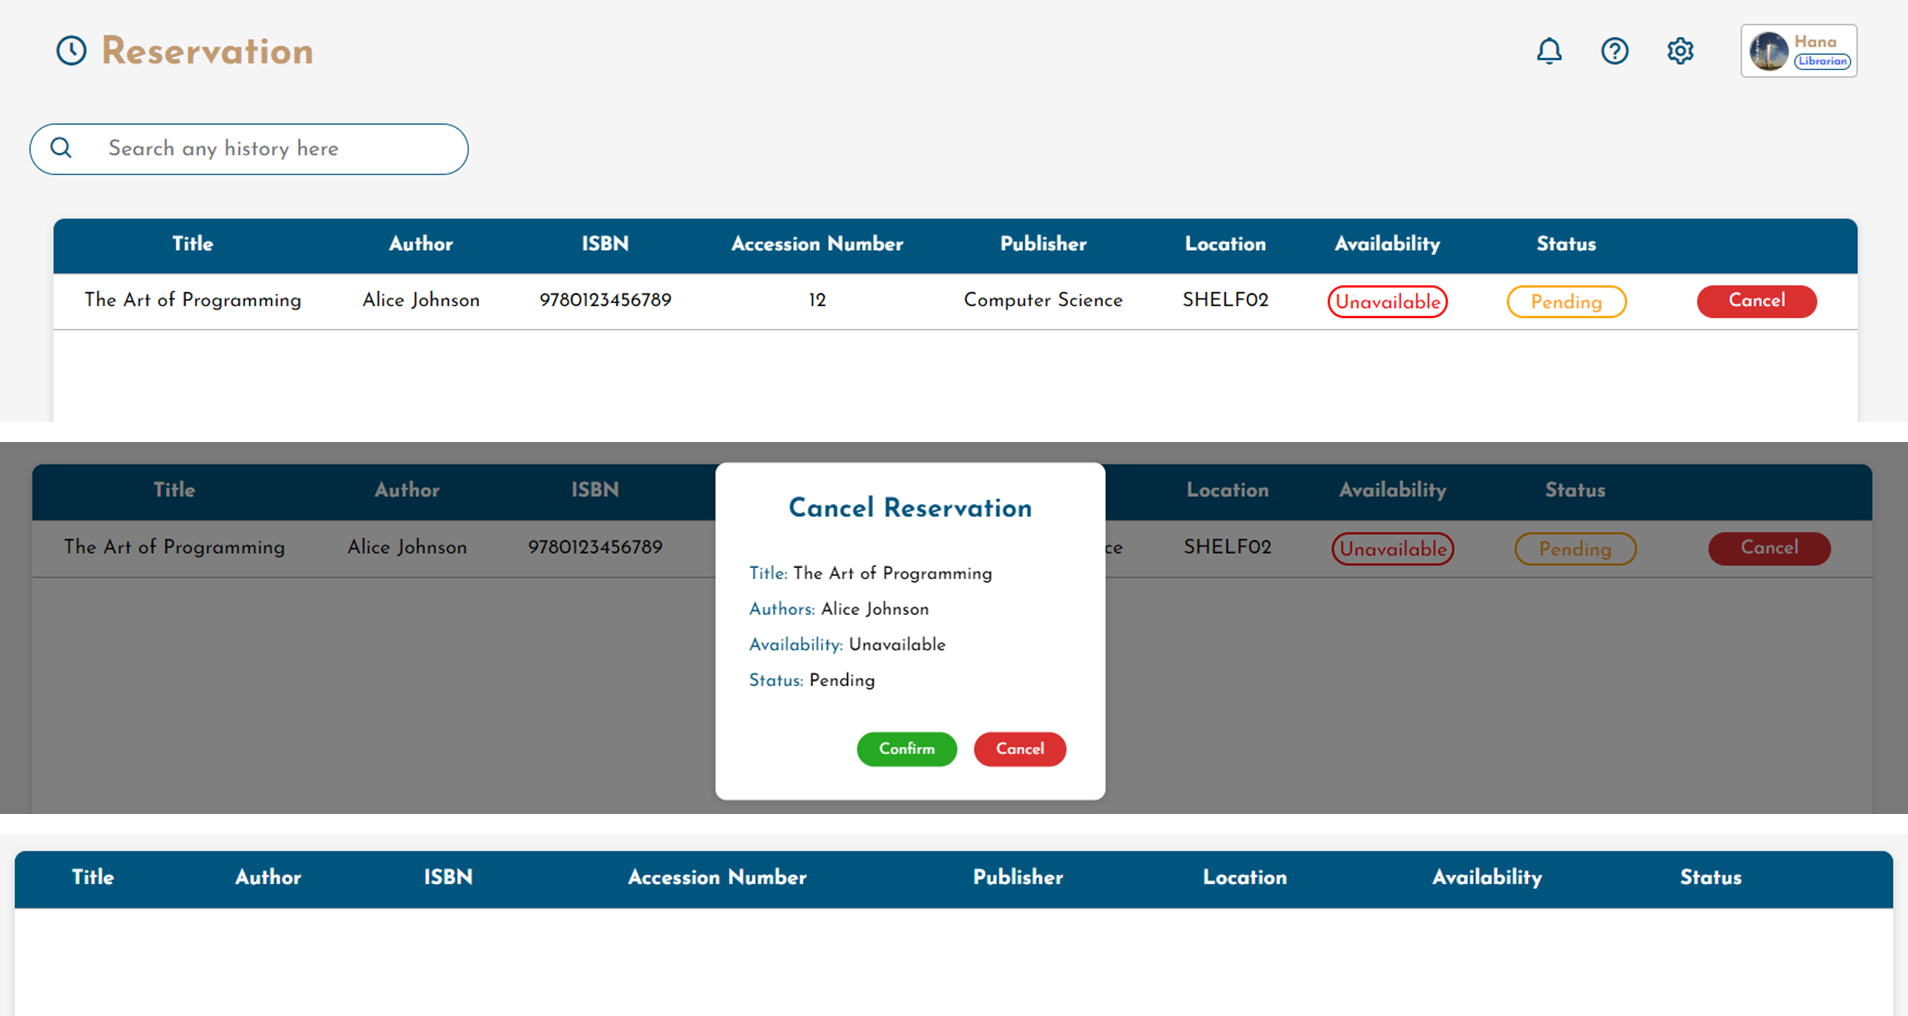 Reservation
Hana
Librarian
Search any history here
Title Author ISBN Accession Number Publisher Location Availability Status
The Art of Programming Alice Johnson 9780123456789 12 Computer Science SHELF02 Unavailable Pending Cancel
Title Author ISBN Location Availability Status
The Art of Programming Alice Johnson 9780123456789 ce SHELF02 Unavailable Pending Cancel
Cancel Reservation
Title: The Art of Programming
Authors: Alice Johnson
Availability: Unavailable
Status: Pending
Confirm Cancel
Title Author ISBN Accession Number Publisher Location Availability Status